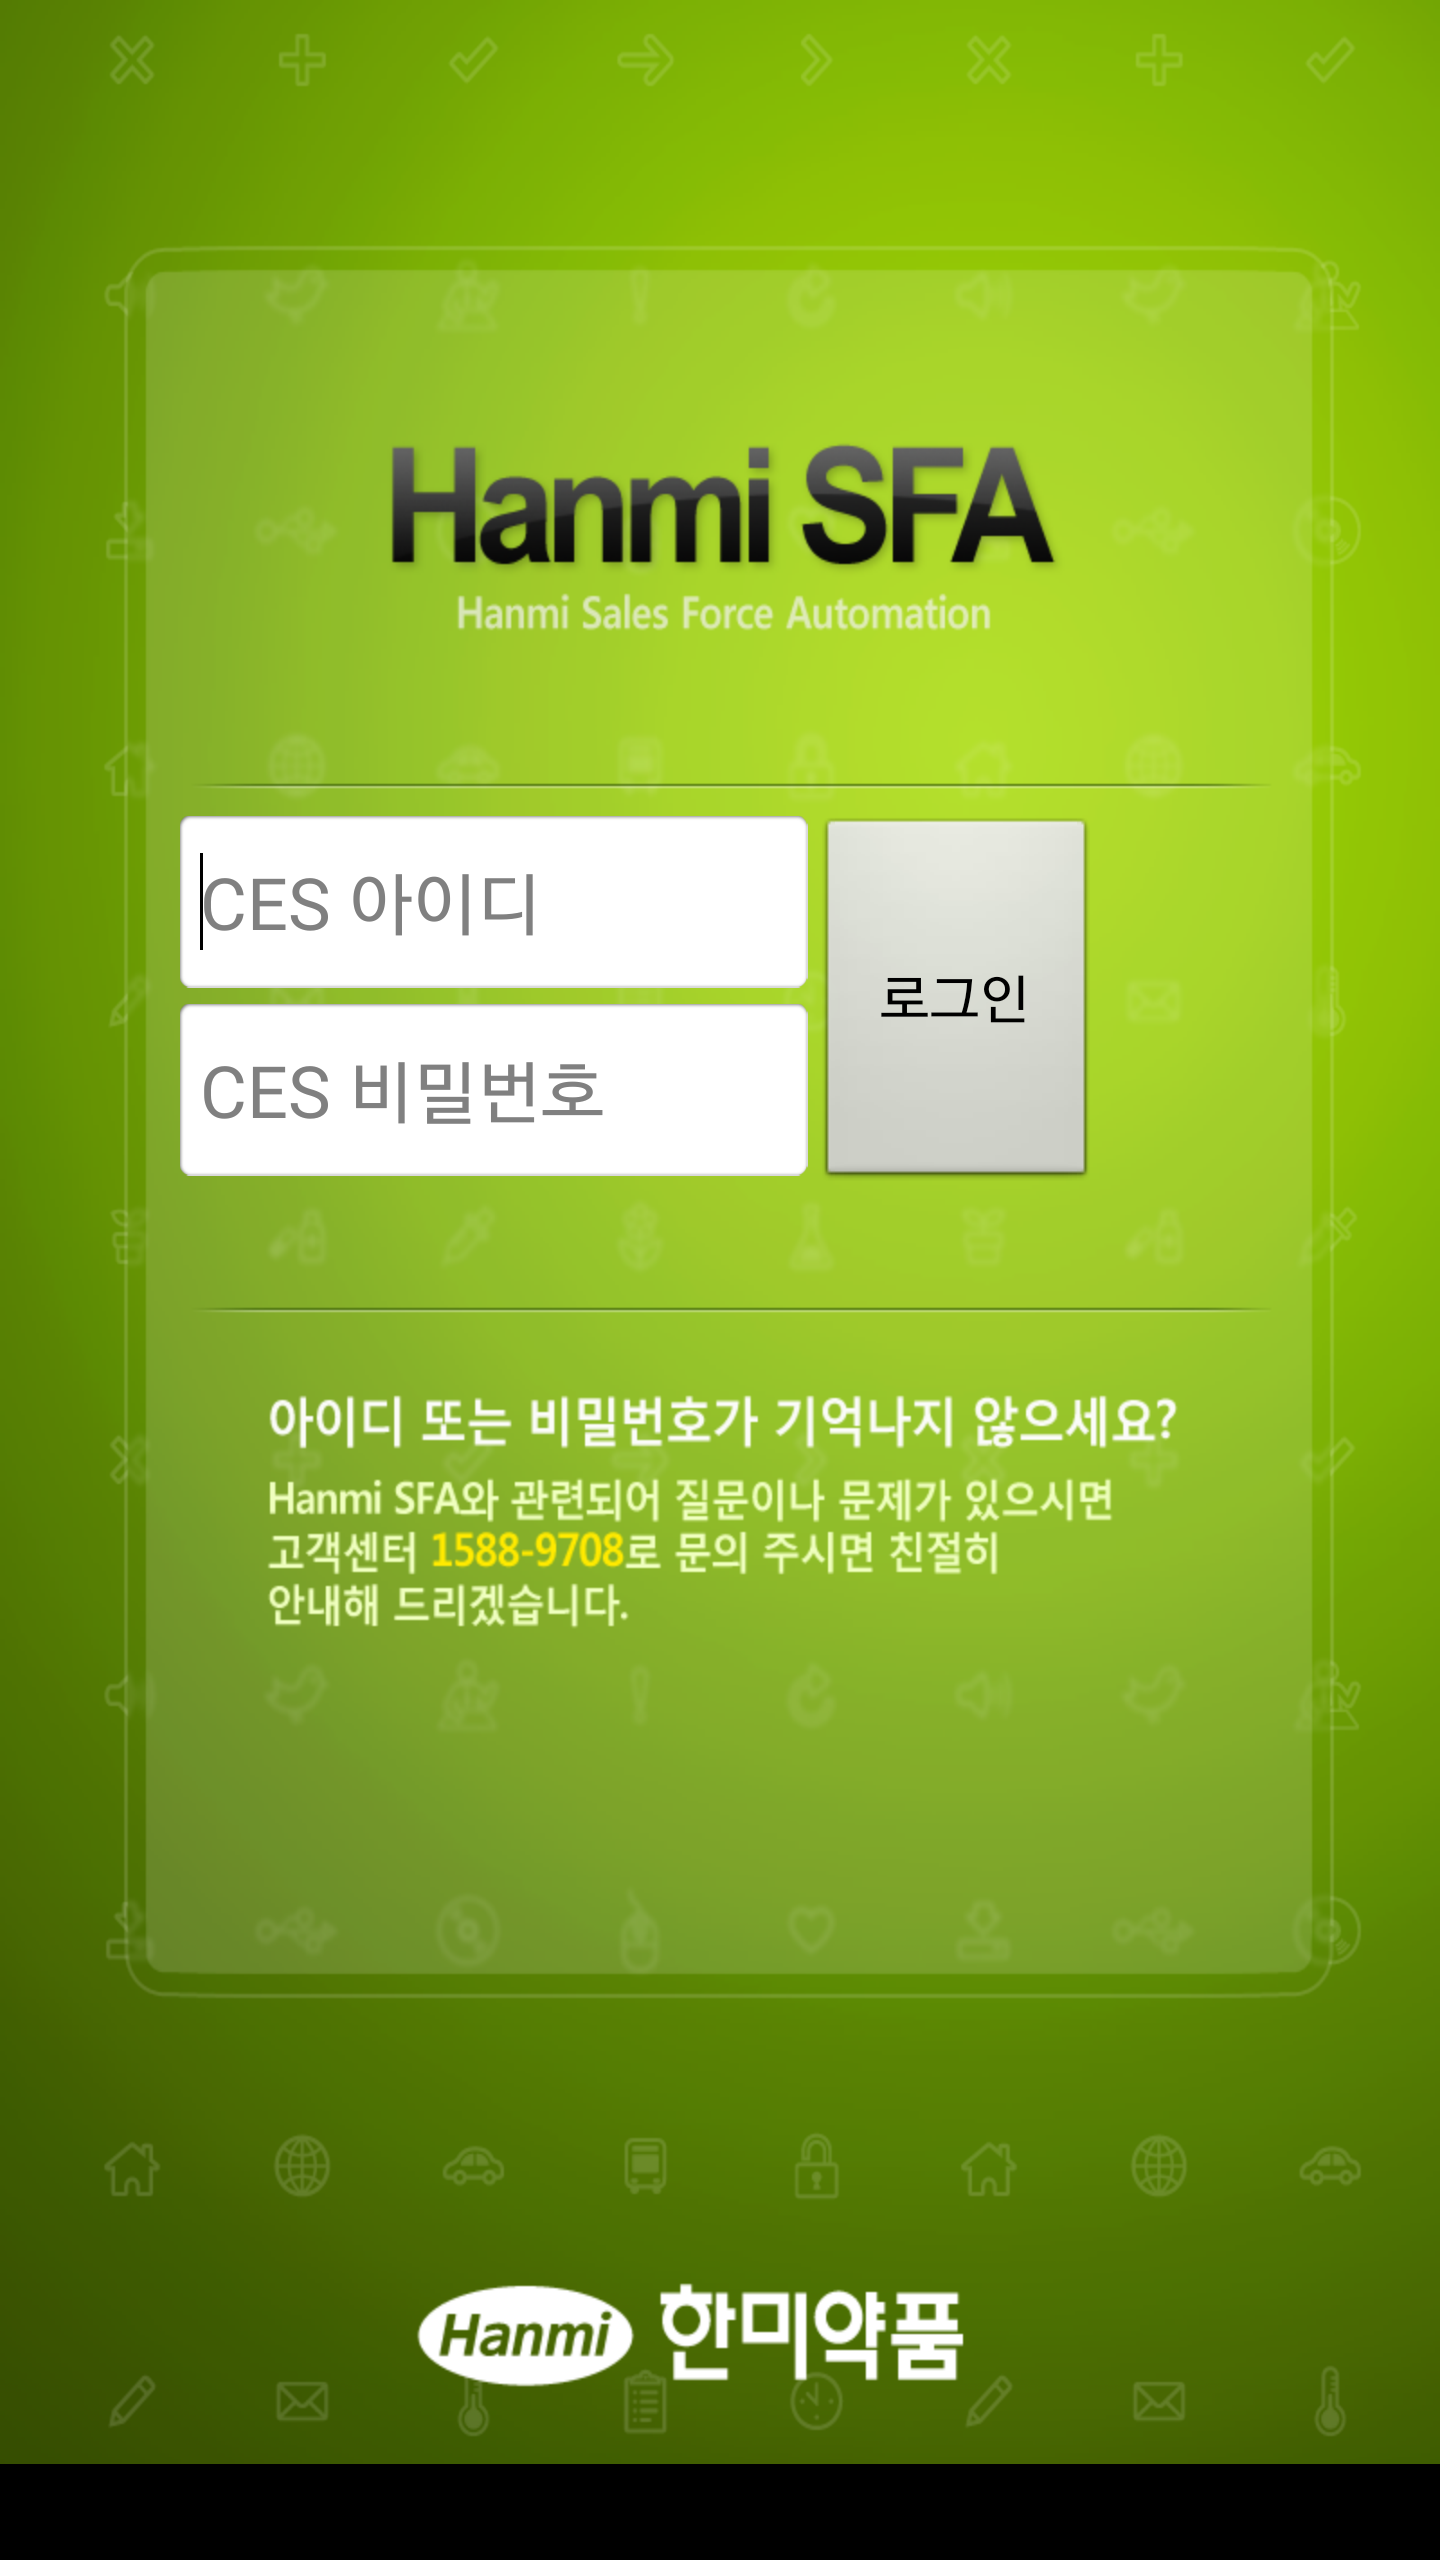 Hanmi SFA
Hanmi Sales Force Automation
CES 아이디
CES 비밀번호
로그인
아이디 또는 비밀번호가 기억나지 않으세요?
Hanmi SFA와 관련되어 질문이나 문제가 있으시면
고객센터 1588-9708로 문의 주시면 친절히
안내해 드리겠습니다.
Hanmi 한미약품